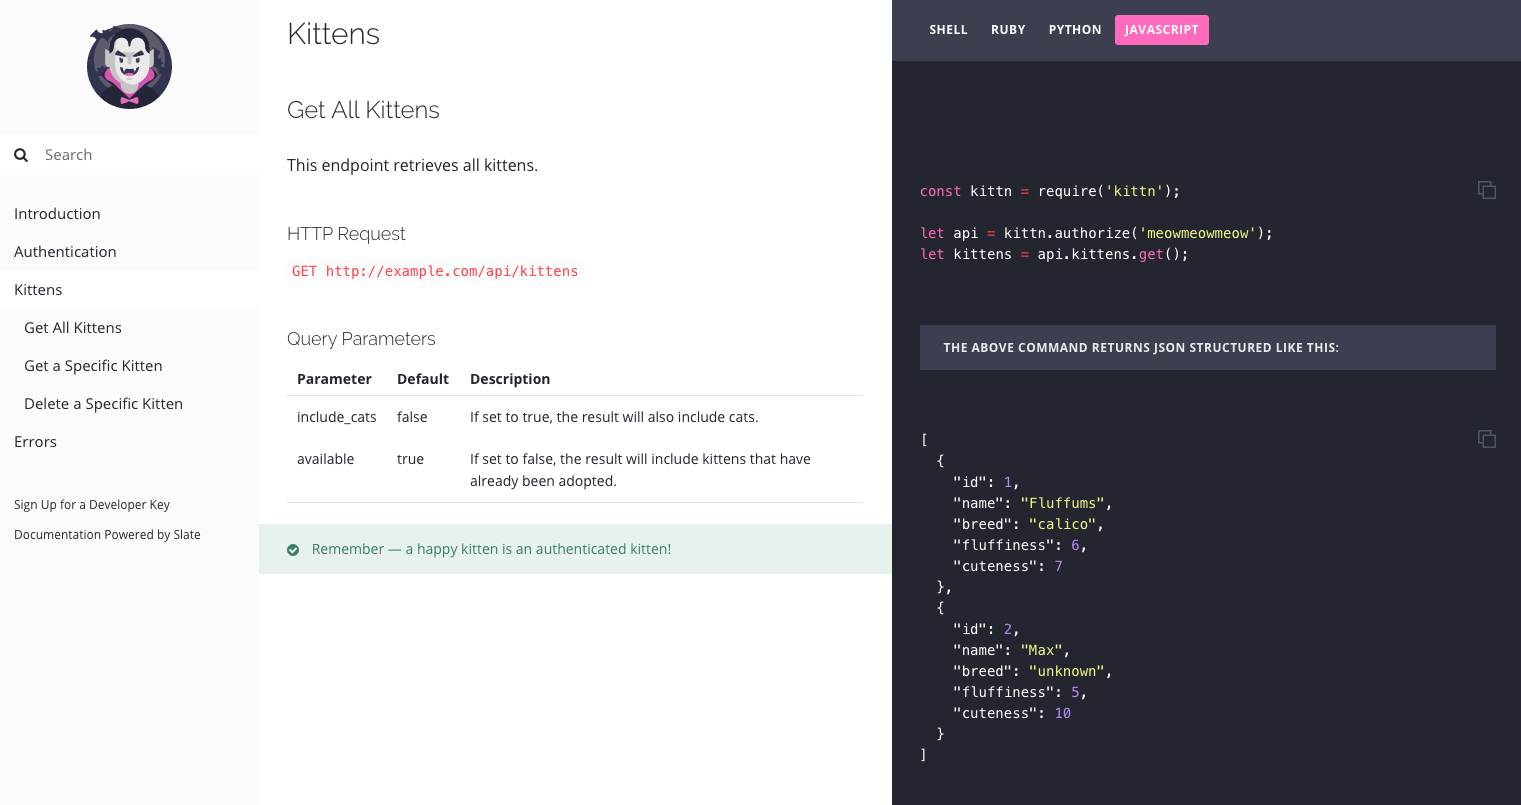 Search
Introduction
Authentication
Kittens
Get All Kittens
Get a Specific Kitten
Delete a Specific Kitten
Errors
Sign Up for a Developer Key
Documentation Powered by Slate
Kittens
Get All Kittens
This endpoint retrieves all kittens.
HTTP Request
GET http://example.com/api/kittens
Query Parameters
Parameter Default Description
include_cats false If set to true, the result will also include cats.
available true If set to false, the result will include kittens that have
already been adopted.
Remember — a happy kitten is an authenticated kitten!
SHELL RUBY PYTHON JAVASCRIPT
const kittn = require('kittn');
let api = kittn.authorize('meowmeowmeow');
let kittens = api.kittens.get();
THE ABOVE COMMAND RETURNS JSON STRUCTURED LIKE THIS:
[
  {
    "id": 1,
    "name": "Fluffums",
    "breed": "calico",
    "fluffiness": 6,
    "cuteness": 7
  },
  {
    "id": 2,
    "name": "Max",
    "breed": "unknown",
    "fluffiness": 5,
    "cuteness": 10
  }
]